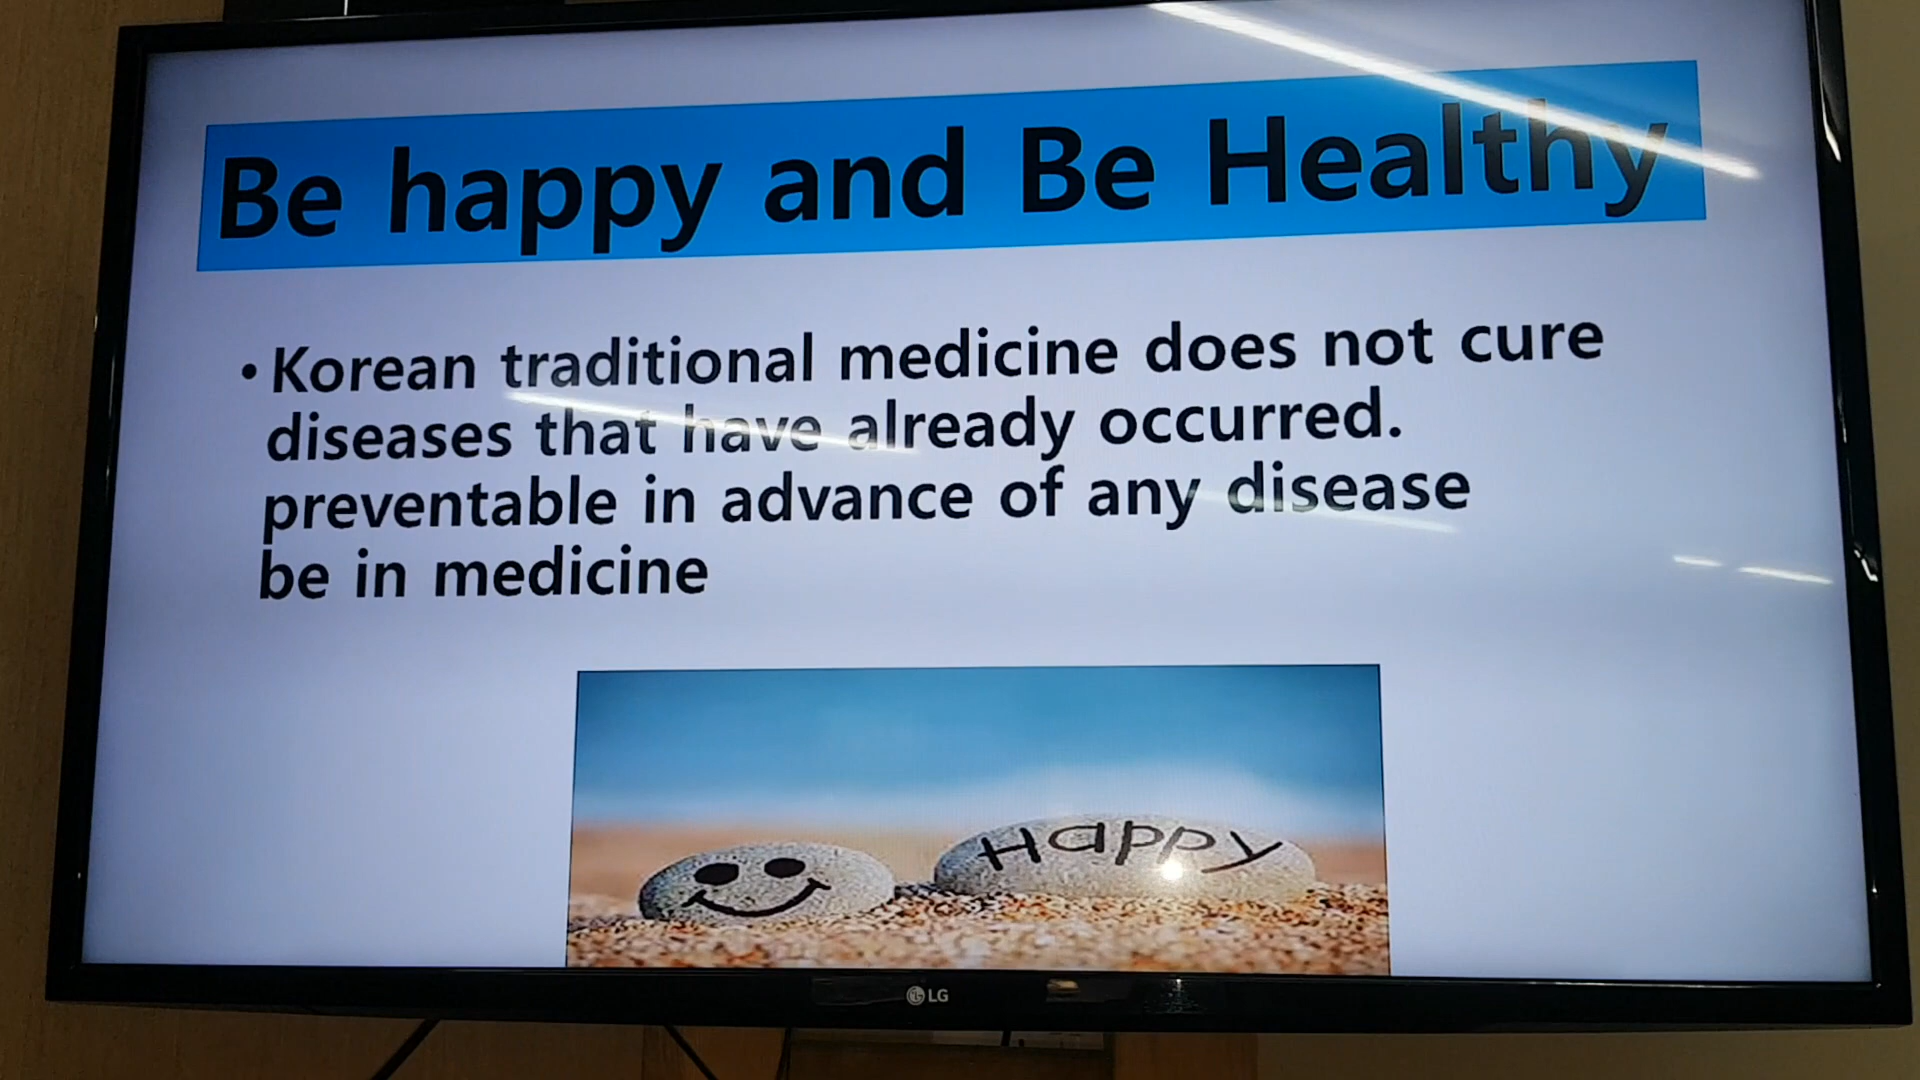 Be happy and Be Healthy
• Korean traditional medicine does not cure
diseases that have already occurred.
preventable in advance of any disease
be in medicine
Happy
LG